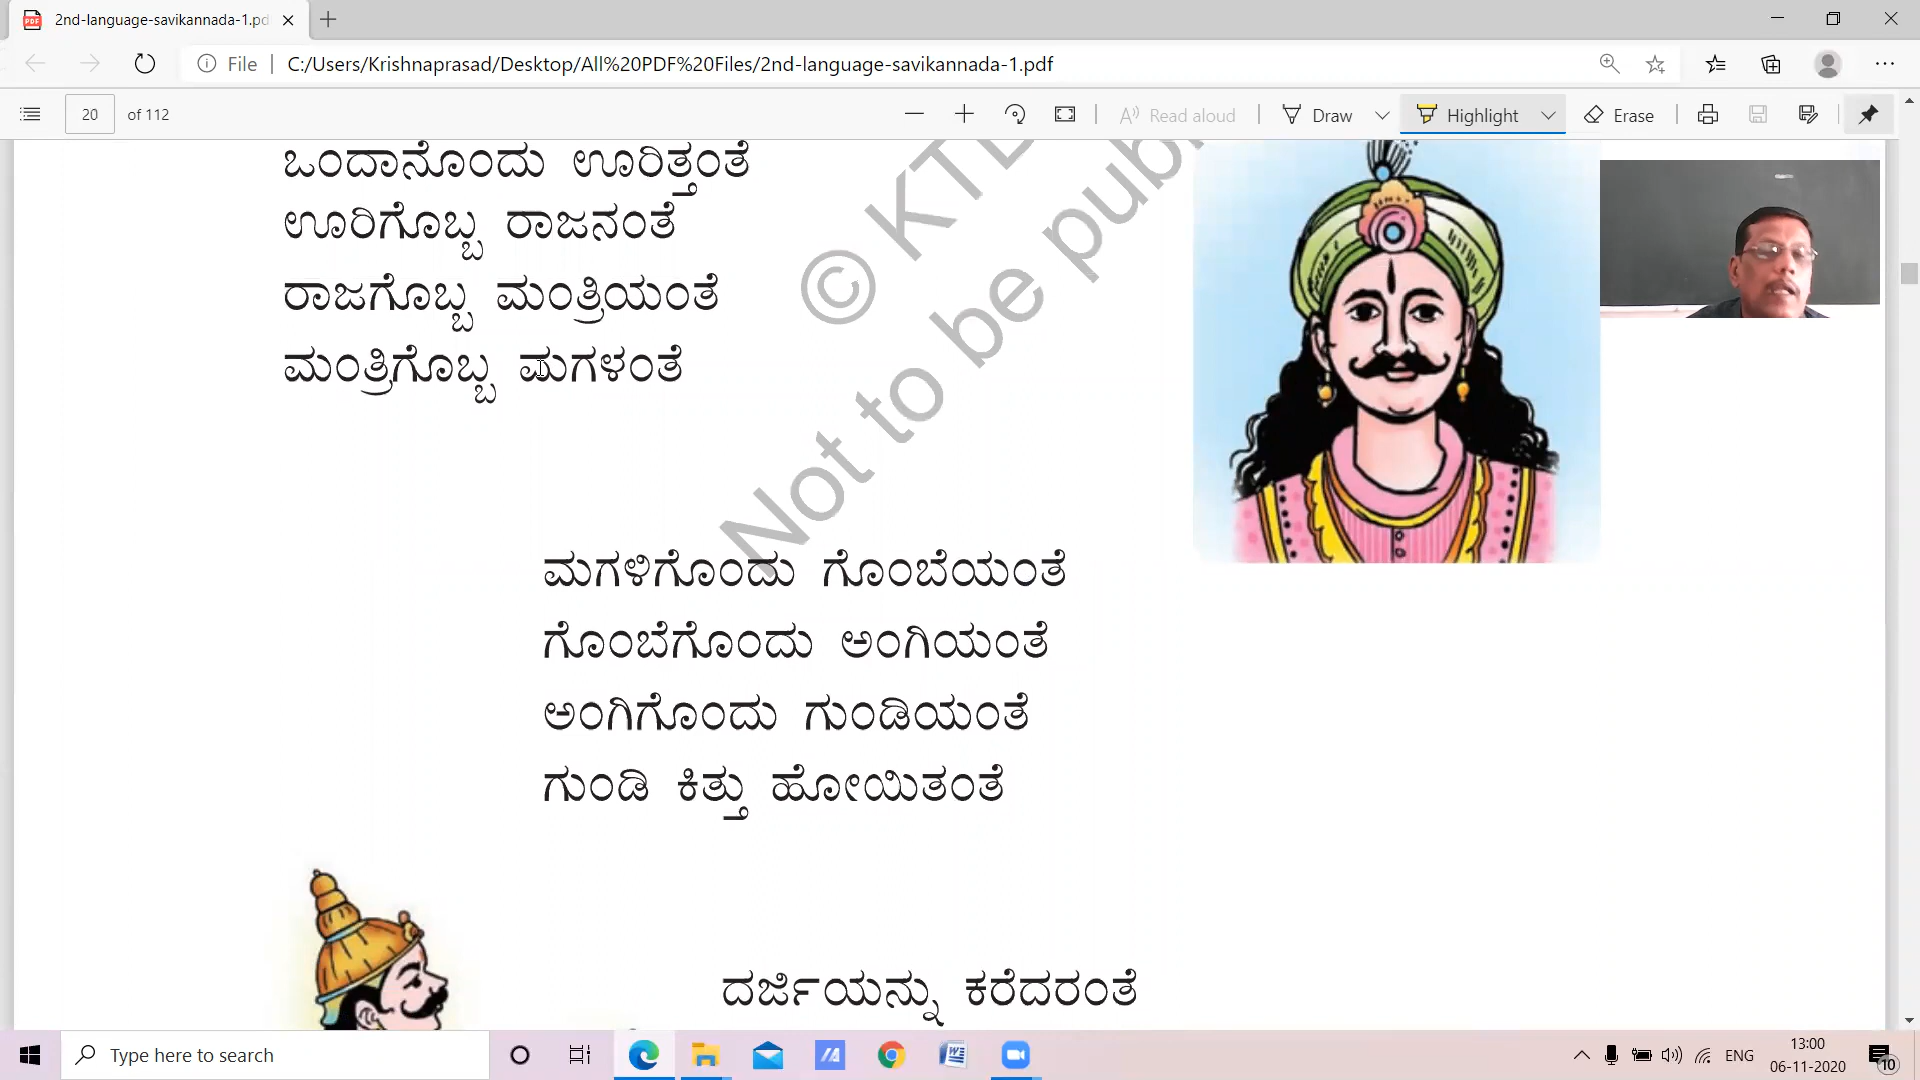 2nd-language-savikannada-1.pd
File
C:/Users/Krishnaprasad/Desktop/All%20PDF%20Files/2nd-language-savikannada-1.pdf
20 of 112
Read aloud
Draw
Highlight
Erase
ಒಂದಾನೊಂದು ಊರಿತ್ತಂತೆ
ಊರಿಗೊಬ್ಬ ರಾಜನಂತೆ
ರಾಜಗೊಬ್ಬ ಮಂತ್ರಿಯಂತೆ
ಮಂತ್ರಿಗೊಬ್ಬ ಮಗಳಂತೆ
© KTB
Not to be publ
ಮಗಳಿಗೊಂದು ಗೊಂಬೆಯಂತೆ
ಗೊಂಬೆಗೊಂದು ಅಂಗಿಯಂತೆ
ಅಂಗಿಗೊಂದು ಗುಂಡಿಯಂತೆ
ಗುಂಡಿ ಕಿತ್ತು ಹೋಯಿತಂತೆ
ದರ್ಜಿಯನ್ನು ಕರೆದರಂತೆ
Type here to search
ENG
13:00
06-11-2020
10